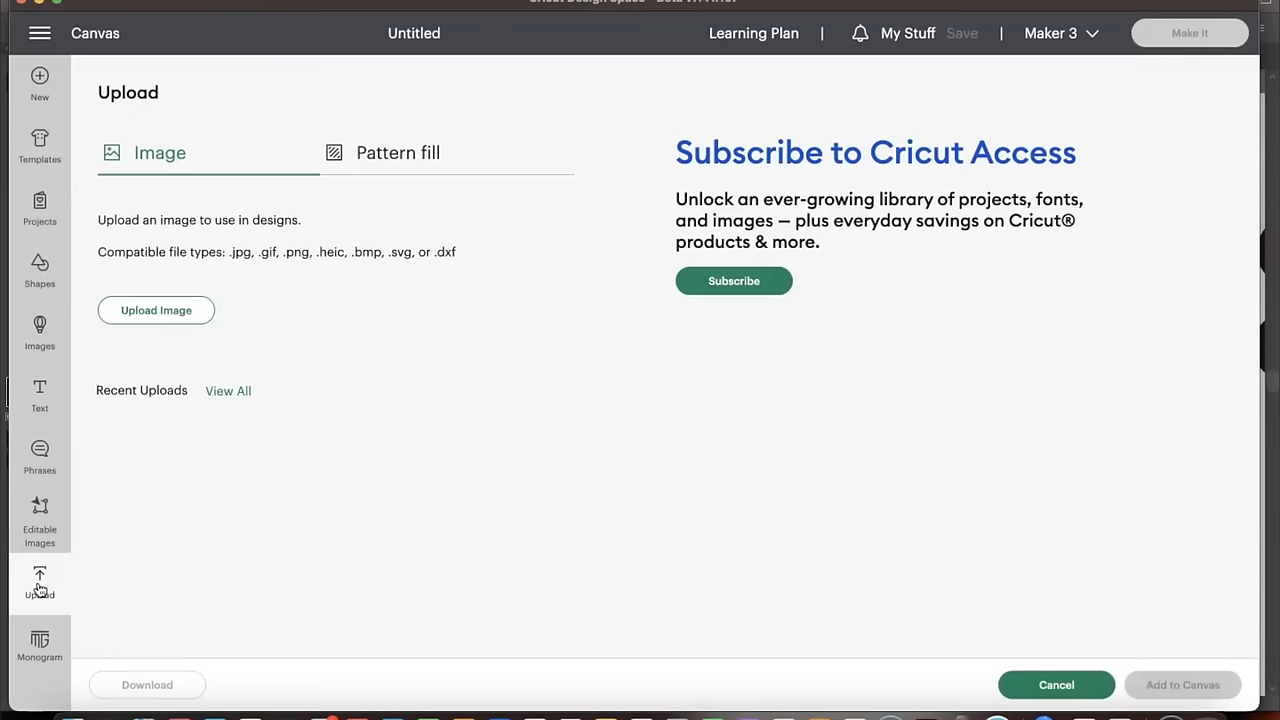 Canvas
Untitled
Learning Plan | My Stuff Save | Maker 3 Make It
New
Templates
Projects
Shapes
Images
Text
Phrases
Editable
Images
Upload
Monogram
Upload
Image Pattern fill
Upload an image to use in designs.
Compatible file types: .jpg, .gif, .png, .heic, .bmp, .svg, or .dxf
Upload Image
Recent Uploads View All
Subscribe to Cricut Access
Unlock an ever-growing library of projects, fonts,
and images — plus everyday savings on Cricut®
products & more.
Subscribe
Download
Cancel
Add to Canvas